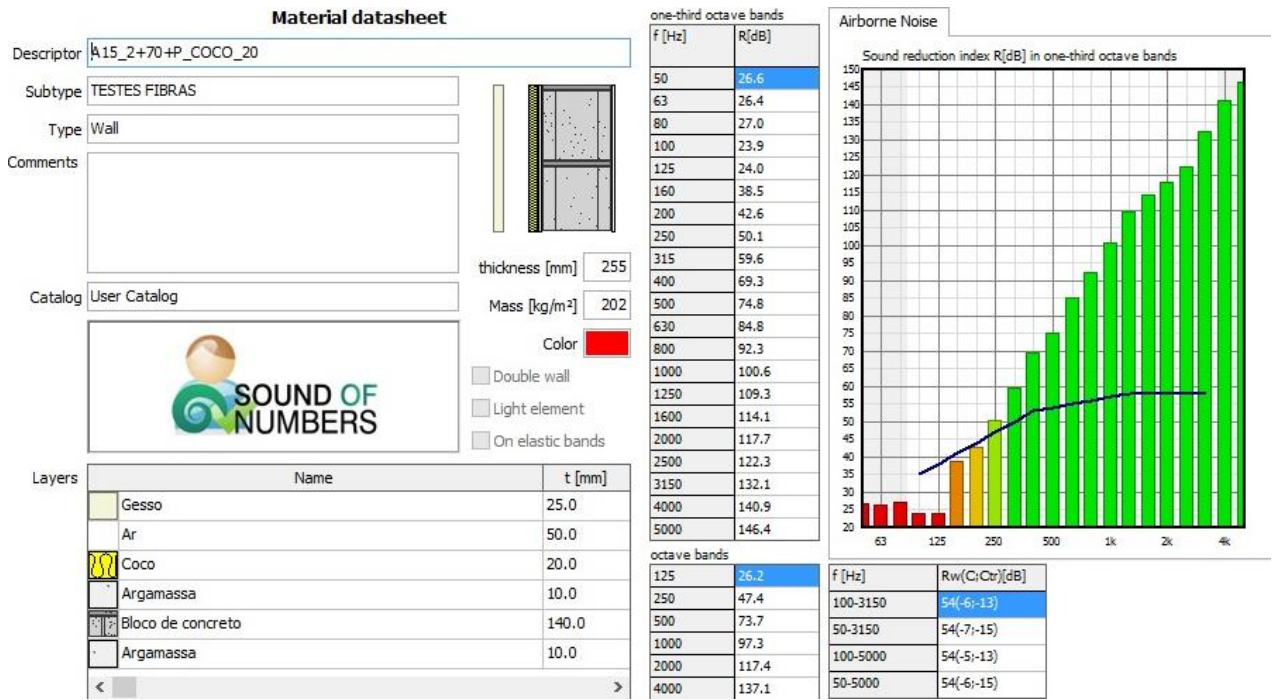 Material datasheet
Descriptor A15_2+70+P_COCO_20
Subtype TESTES FIBRAS
Type Wall
Comments
thickness [mm] 255
Mass [kg/m²] 202
Catalog User Catalog
Color
SOUND OF
NUMBERS
Double wall
Light element
On elastic bands
Layers
Name t [mm]
Gesso 25.0
Ar 50.0
Coco 20.0
Argamassa 10.0
Bloco de concreto 140.0
Argamassa 10.0
one-third octave bands
f [Hz] R[dB]
50 26.6
63 26.4
80 27.0
100 23.9
125 24.0
160 38.5
200 42.6
250 50.1
315 59.6
400 69.3
500 74.8
630 84.8
800 92.3
1000 100.6
1250 109.3
1600 114.1
2000 117.7
2500 122.3
3150 132.1
4000 140.9
5000 146.4
octave bands
125 26.2
250 47.4
500 73.7
1000 97.3
2000 117.4
4000 137.1
Airborne Noise
Sound reduction index R[dB] in one-third octave bands
150
145
140
135
130
125
120
115
110
105
100
95
90
85
80
75
70
65
60
55
50
45
40
35
30
25
20
63 125 250 500 1k 2k 4k
f [Hz] Rw(C;Ctr)[dB]
100-3150 54(-6;-13)
50-3150 54(-7;-15)
100-5000 54(-5;-13)
50-5000 54(-6;-15)